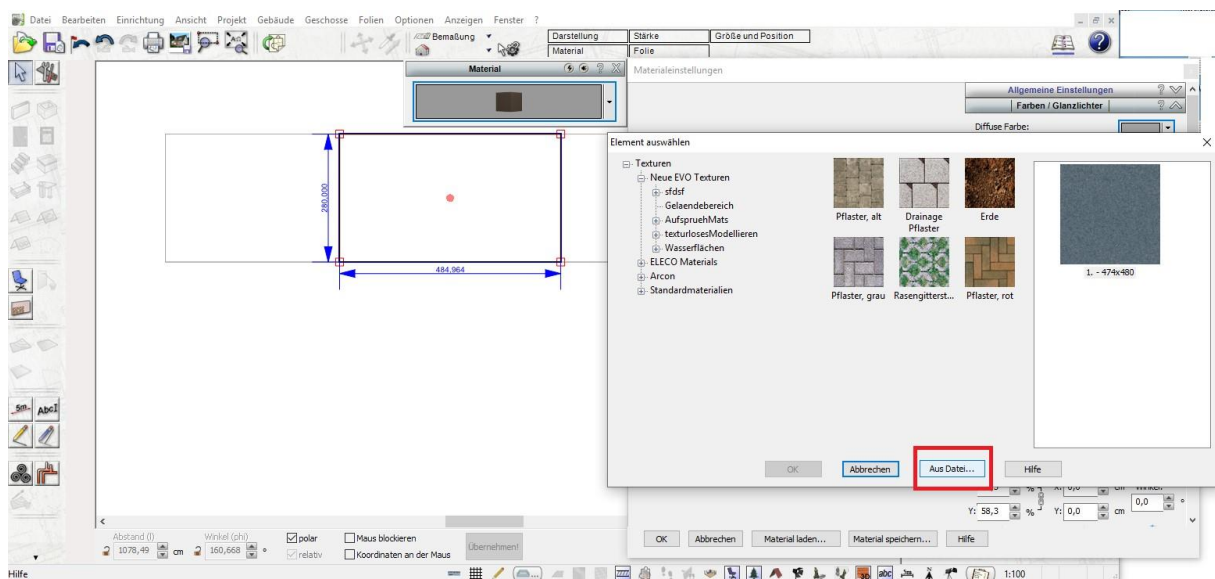 Datei Bearbeiten Einrichtung Ansicht Projekt Gebäude Geschosse Folien Optionen Anzeigen Fenster ?
Bemaßung
Darstellung Stärke Größe und Position
Material Folie
Material
Materialeinstellungen
Allgemeine Einstellungen
Farben / Glanzlichter
Diffuse Farbe:
Element auswählen
Texturen
Neue EVO Texturen
sfdsf
Gelaendebereich
AufspruehMats
texturlosesModellieren
Wasserflächen
ELECO Materials
Arcon
Standardmaterialien
Pflaster, alt
Drainage
Pflaster
Erde
Pflaster, grau
Rasengitterst...
Pflaster, rot
1. - 474x480
280,000
484,964
OK Abbrechen Aus Datei... Hilfe
Y: 58,3 % Y: 0,0 cm 0,0 °
OK Abbrechen Material laden... Material speichern... Hilfe
5m
AbcI
Abstand (l) Winkel (phi) polar Maus blockieren
1078,49 cm 160,668 ° relativ Koordinaten an der Maus Übernehmen!
Hilfe
3D abc 1:100